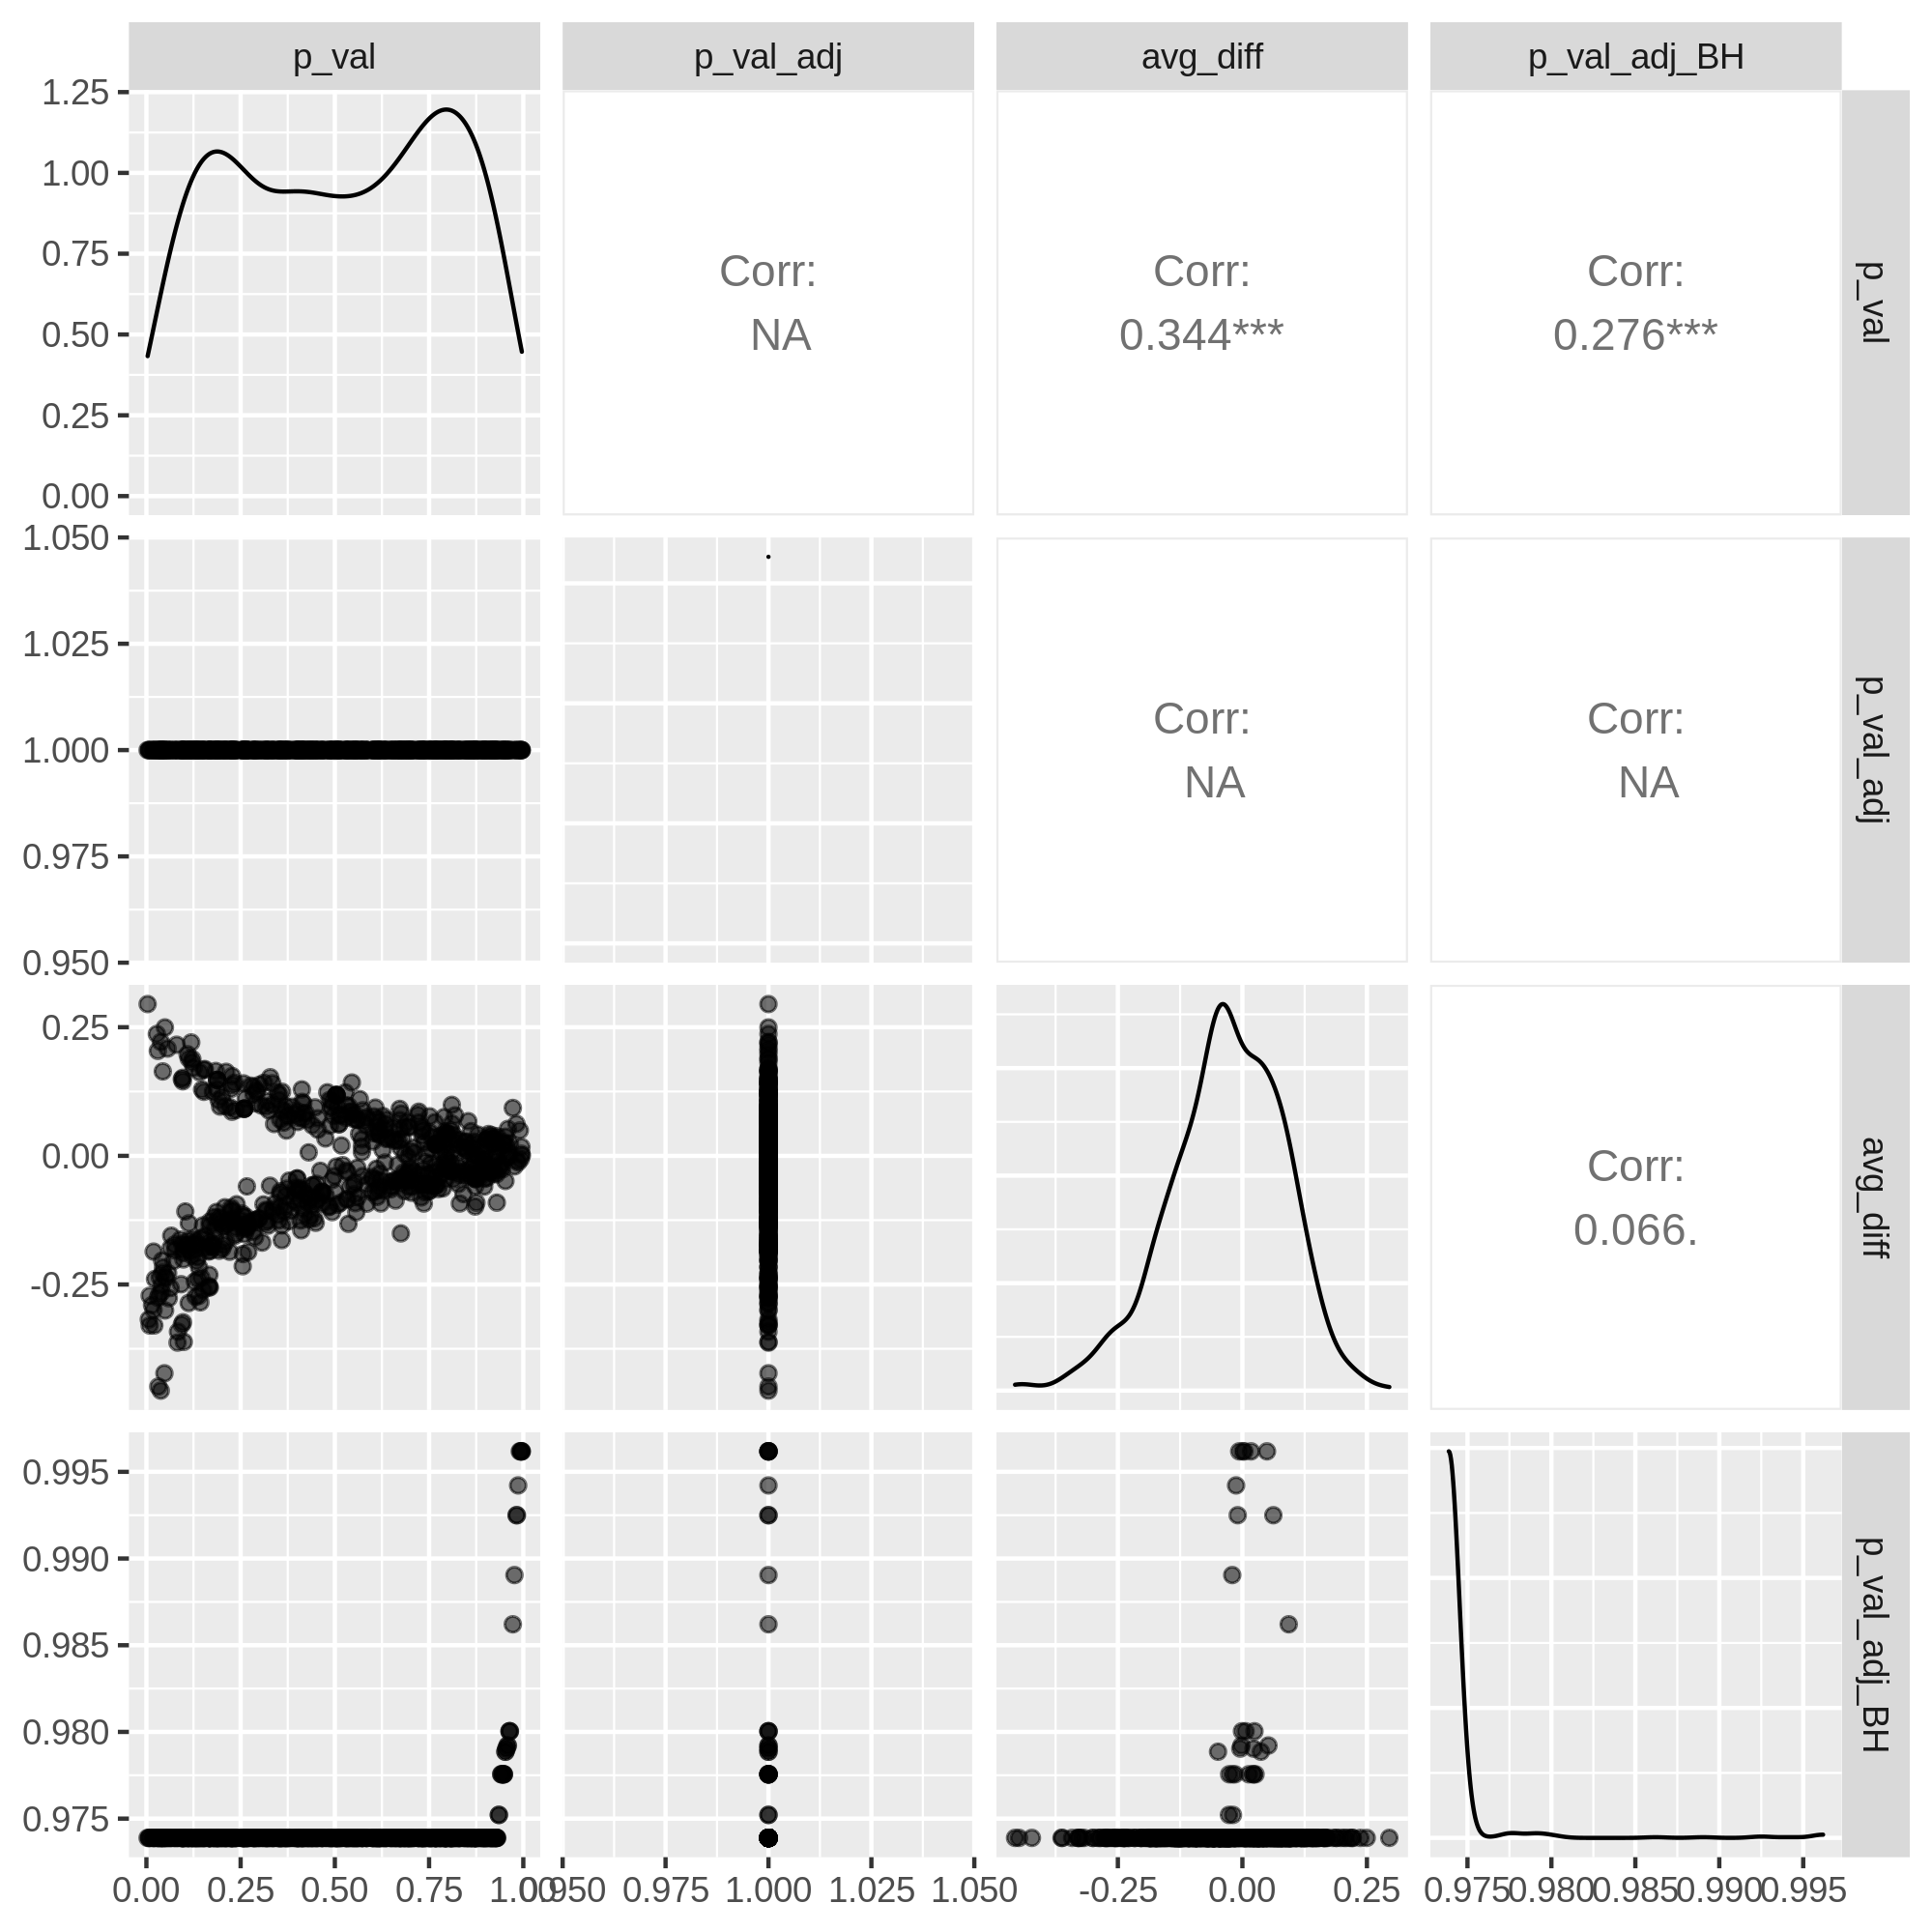 p_val
p_val_adj
avg_diff
p_val_adj_BH
1.25
1.00
0.75
0.50
0.25
0.00
Corr:
NA
Corr:
0.344***
Corr:
0.276***
p_val
1.050
1.025
1.000
0.975
0.950
Corr:
NA
Corr:
NA
p_val_adj
0.25
0.00
-0.25
Corr:
0.066.
avg_diff
0.995
0.990
0.985
0.980
0.975
p_val_adj_BH
0.00 0.25 0.50 0.75 1.00
0.950 0.975 1.000 1.025 1.050
-0.25 0.00 0.25
0.975 0.980 0.985 0.990 0.995